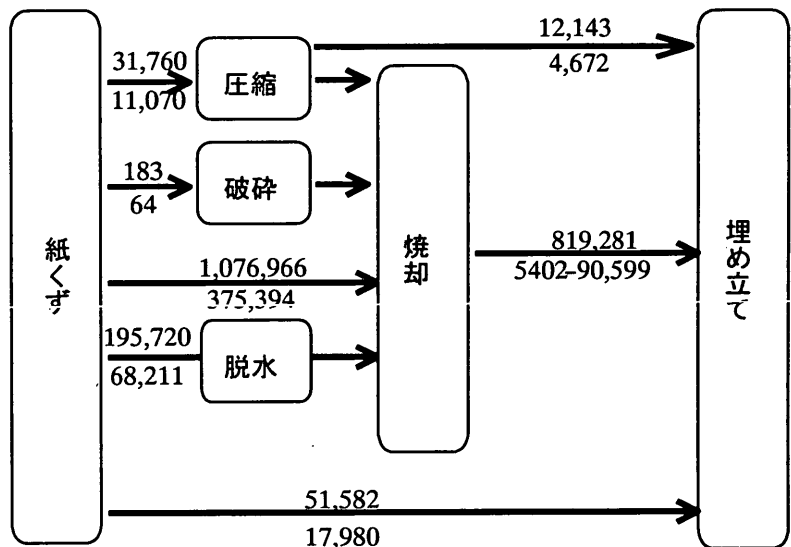 紙くず
31,760
11,070
圧縮
12,143
4,672
183
64
破砕
焼却
1,076,966
375,394
819,281
5402-90,599
195,720
68,211
脱水
51,582
17,980
埋め立て